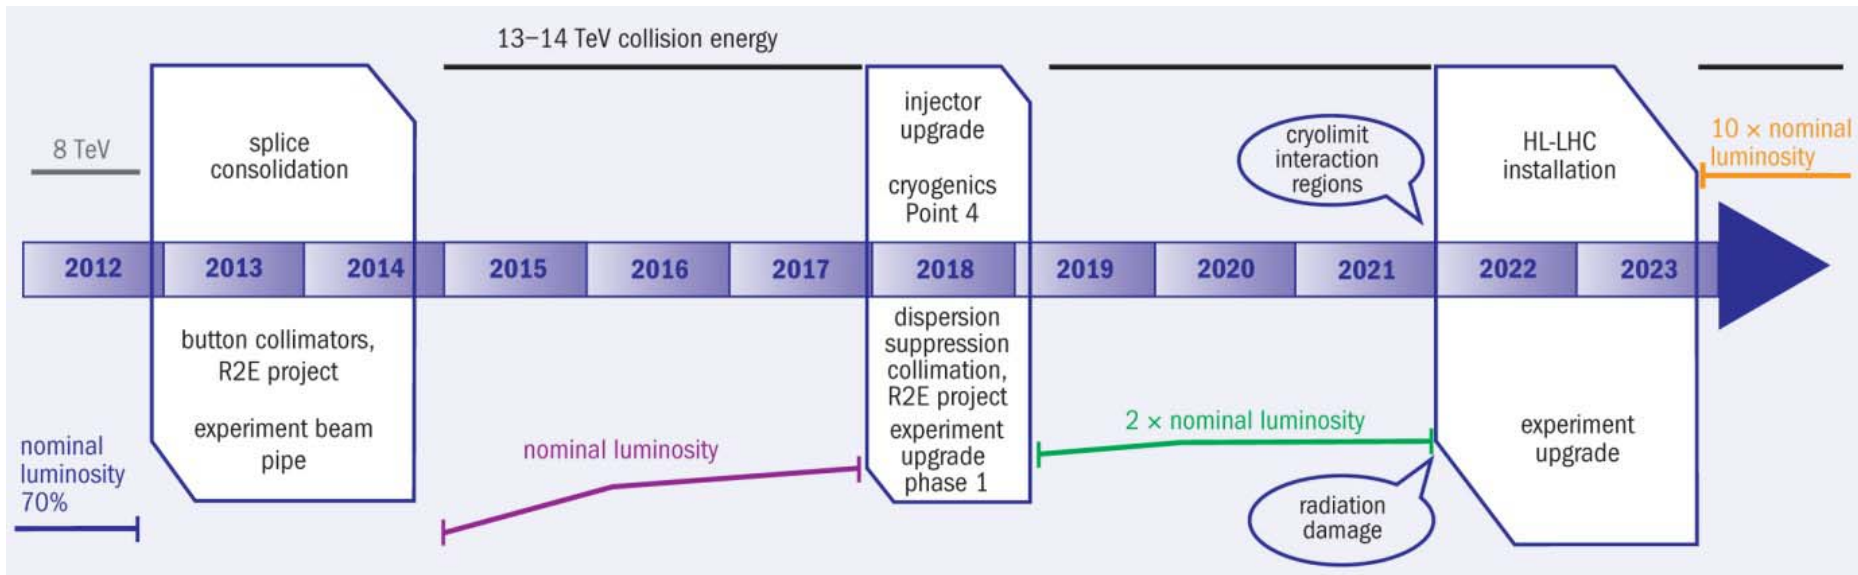 13–14 TeV collision energy
8 TeV
splice
consolidation
injector
upgrade
cryogenics
Point 4
cryolimit
interaction
regions
HL-LHC
installation
10 × nominal
luminosity
2012
2013
2014
2015
2016
2017
2018
2019
2020
2021
2022
2023
button collimators,
R2E project
experiment beam
pipe
nominal
luminosity
70%
nominal luminosity
dispersion
suppression
collimation,
R2E project
experiment
upgrade
phase 1
2 × nominal luminosity
radiation
damage
experiment
upgrade